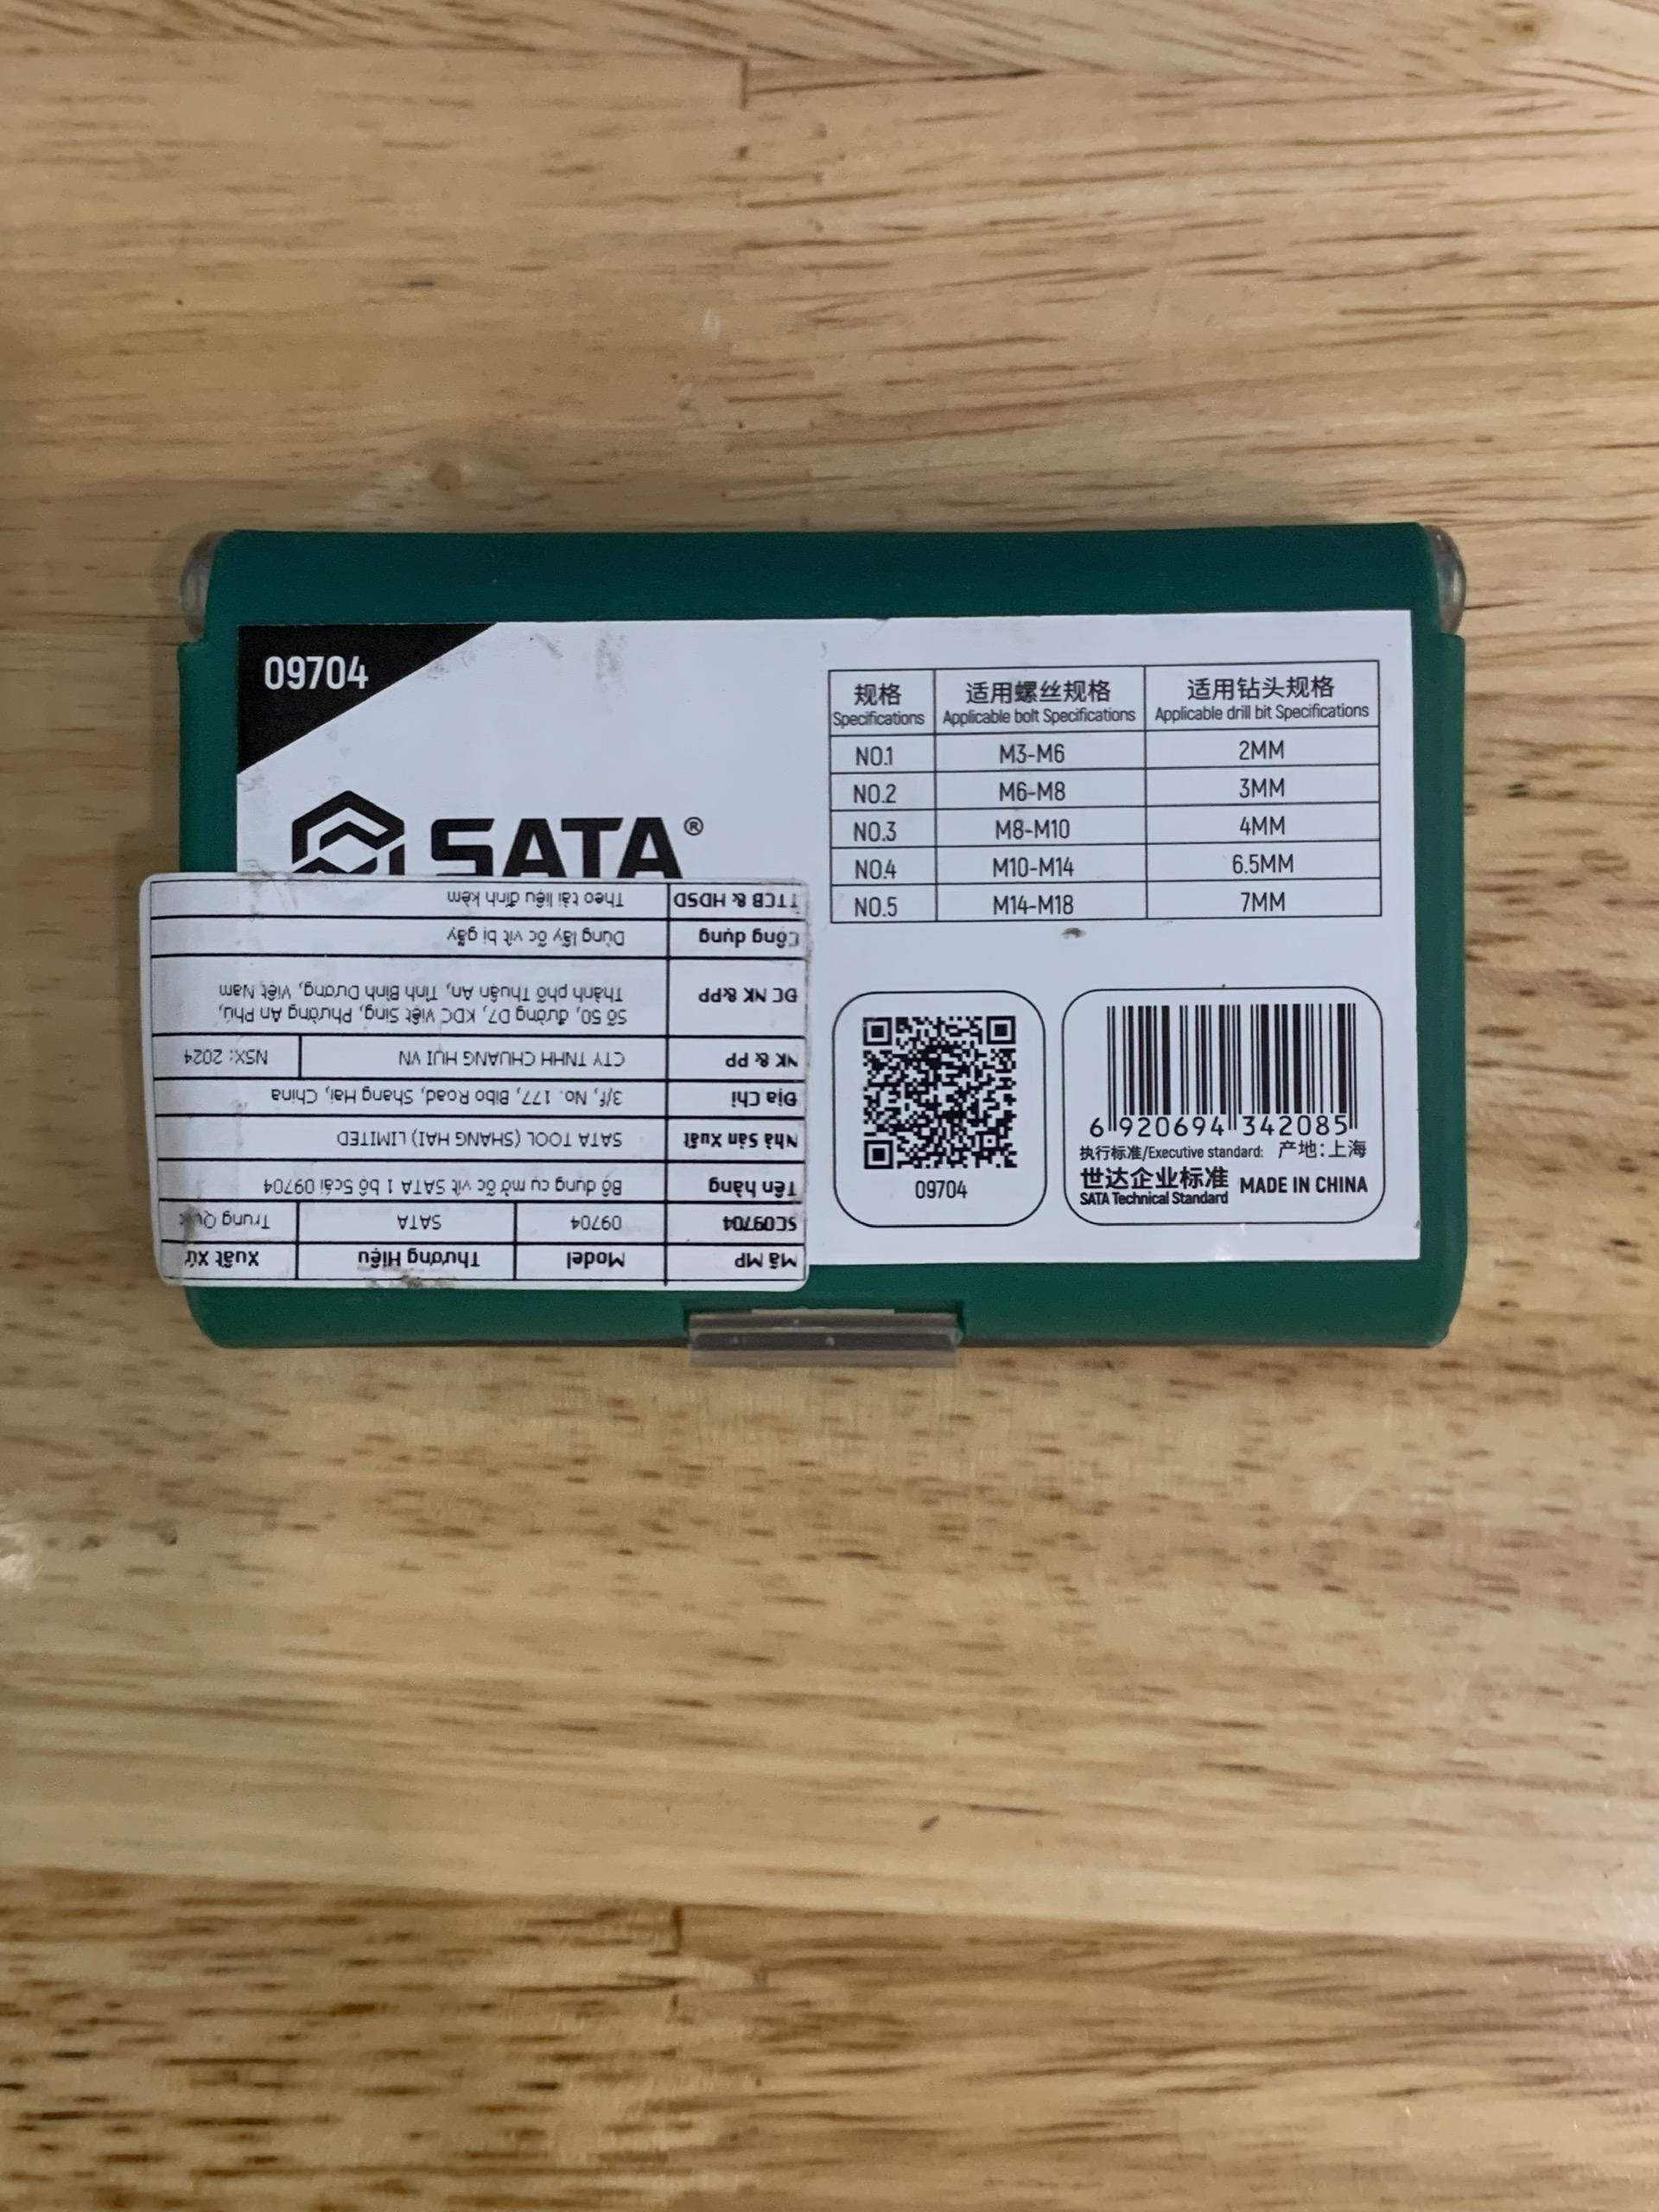 09704
SATA®
规格 适用螺丝规格 适用钻头规格
Specifications Applicable bolt Specifications Applicable drill bit Specifications
NO.1 M3-M6 2MM
NO.2 M6-M8 3MM
NO.3 M8-M10 4MM
NO.4 M10-M14 6.5MM
NO.5 M14-M18 7MM
09704
6 920694 342085
执行标准/Executive standard: 产地:上海
世达企业标准
SATA Technical Standard MADE IN CHINA
Mã MP Model Thương Hiệu Xuất Xứ
SC09704 09704 SATA Trung
Tên hàng Bộ dụng cụ mở ốc vít SATA 1 bộ 5cái 09704
Nhà Sản Xuất SATA TOOL (SHANG HAI) LIMITED
Địa Chỉ 3/f, No. 177, Bibo Road, Shang Hai, China
NK & PP CTY TNHH CHUANG HUI VN NSX: 2024
ĐC NK &PP Số 50, đường D7, KDC Việt Sing, Phường An Phú,
Thành phố Thuận An, Tỉnh Bình Dương, Việt Nam
Công dụng Dùng lấy ốc vít bị gãy
TTCB & HDSD Theo tài liệu đính kèm